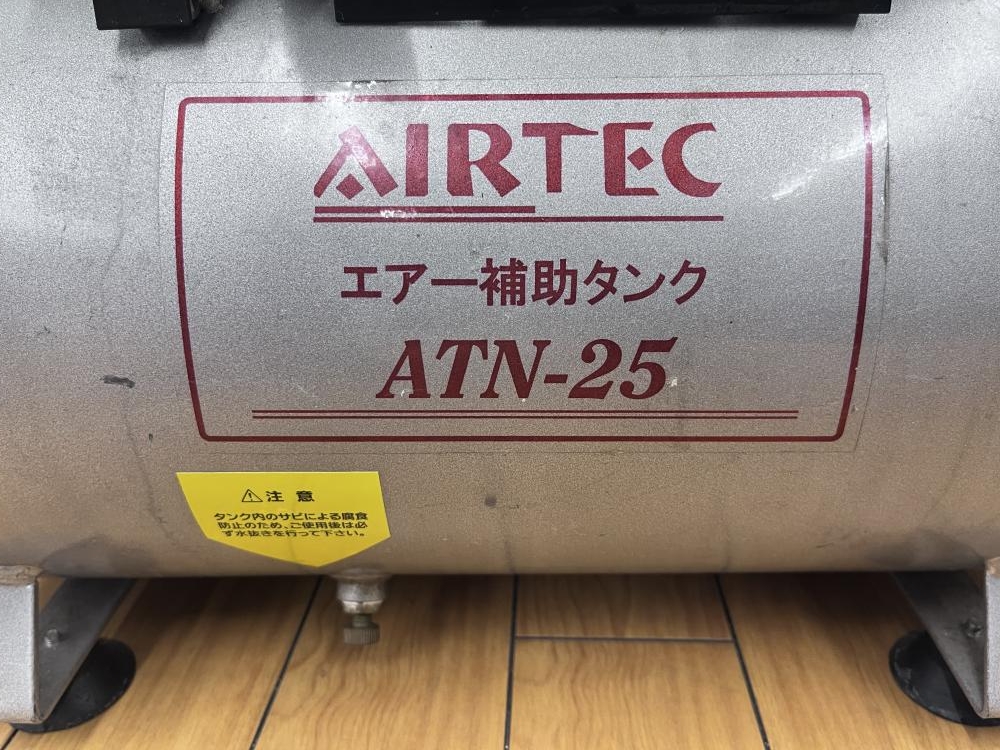 AIRTEC
エアー補助タンク
ATN-25
⚠注意
タンク内のサビによる腐食
防止のため、ご使用後は必
ず水抜きを行って下さい。